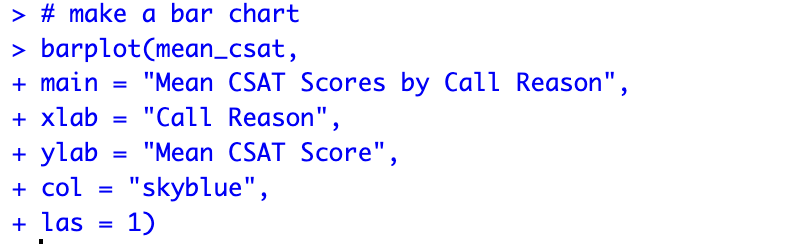 > # make a bar chart
> barplot(mean_csat,
+ main = "Mean CSAT Scores by Call Reason",
+ xlab = "Call Reason",
+ ylab = "Mean CSAT Score",
+ col = "skyblue",
+ las = 1)